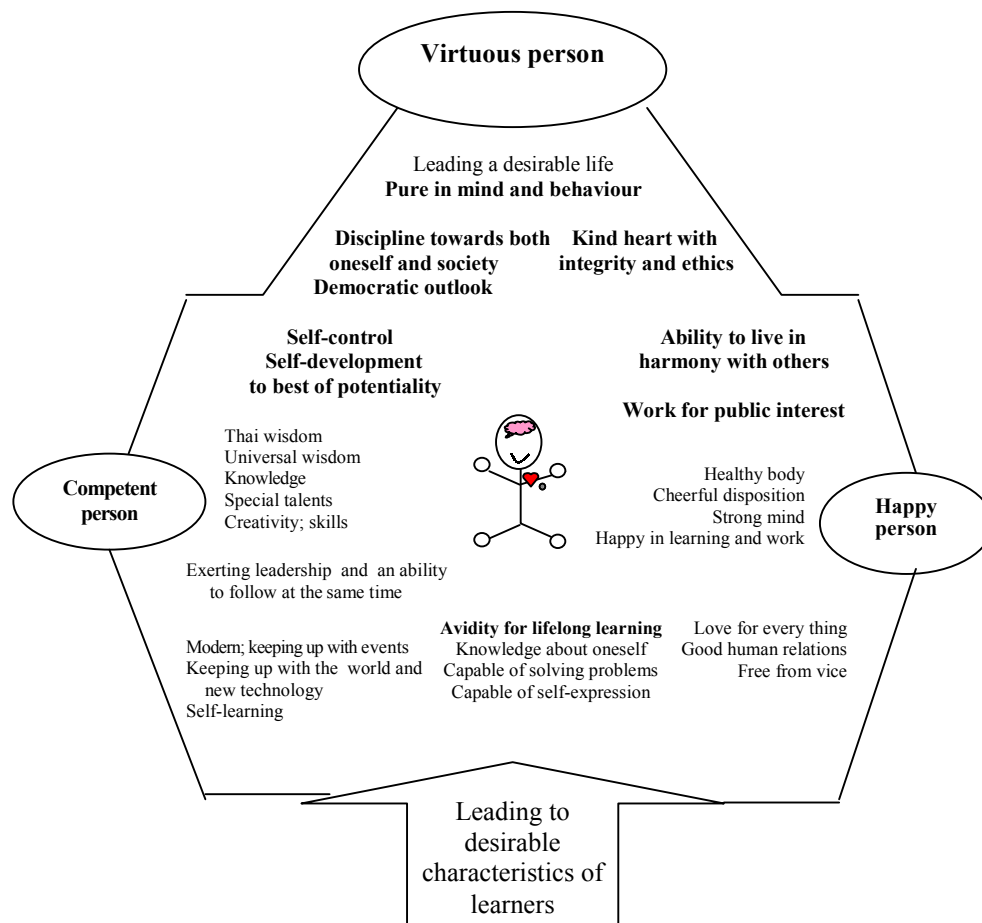 Virtuous person
Leading a desirable life
Pure in mind and behaviour
Discipline towards both
oneself and society
Democratic outlook
Kind heart with
integrity and ethics
Self-control
Self-development
to best of potentiality
Ability to live in
harmony with others
Work for public interest
Thai wisdom
Universal wisdom
Knowledge
Special talents
Creativity; skills
Competent
person
Healthy body
Cheerful disposition
Strong mind
Happy in learning and work
Happy
person
Exerting leadership and an ability
to follow at the same time
Modern; keeping up with events
Keeping up with the world and
new technology
Self-learning
Avidity for lifelong learning
Knowledge about oneself
Capable of solving problems
Capable of self-expression
Love for every thing
Good human relations
Free from vice
Leading to
desirable
characteristics of
learners